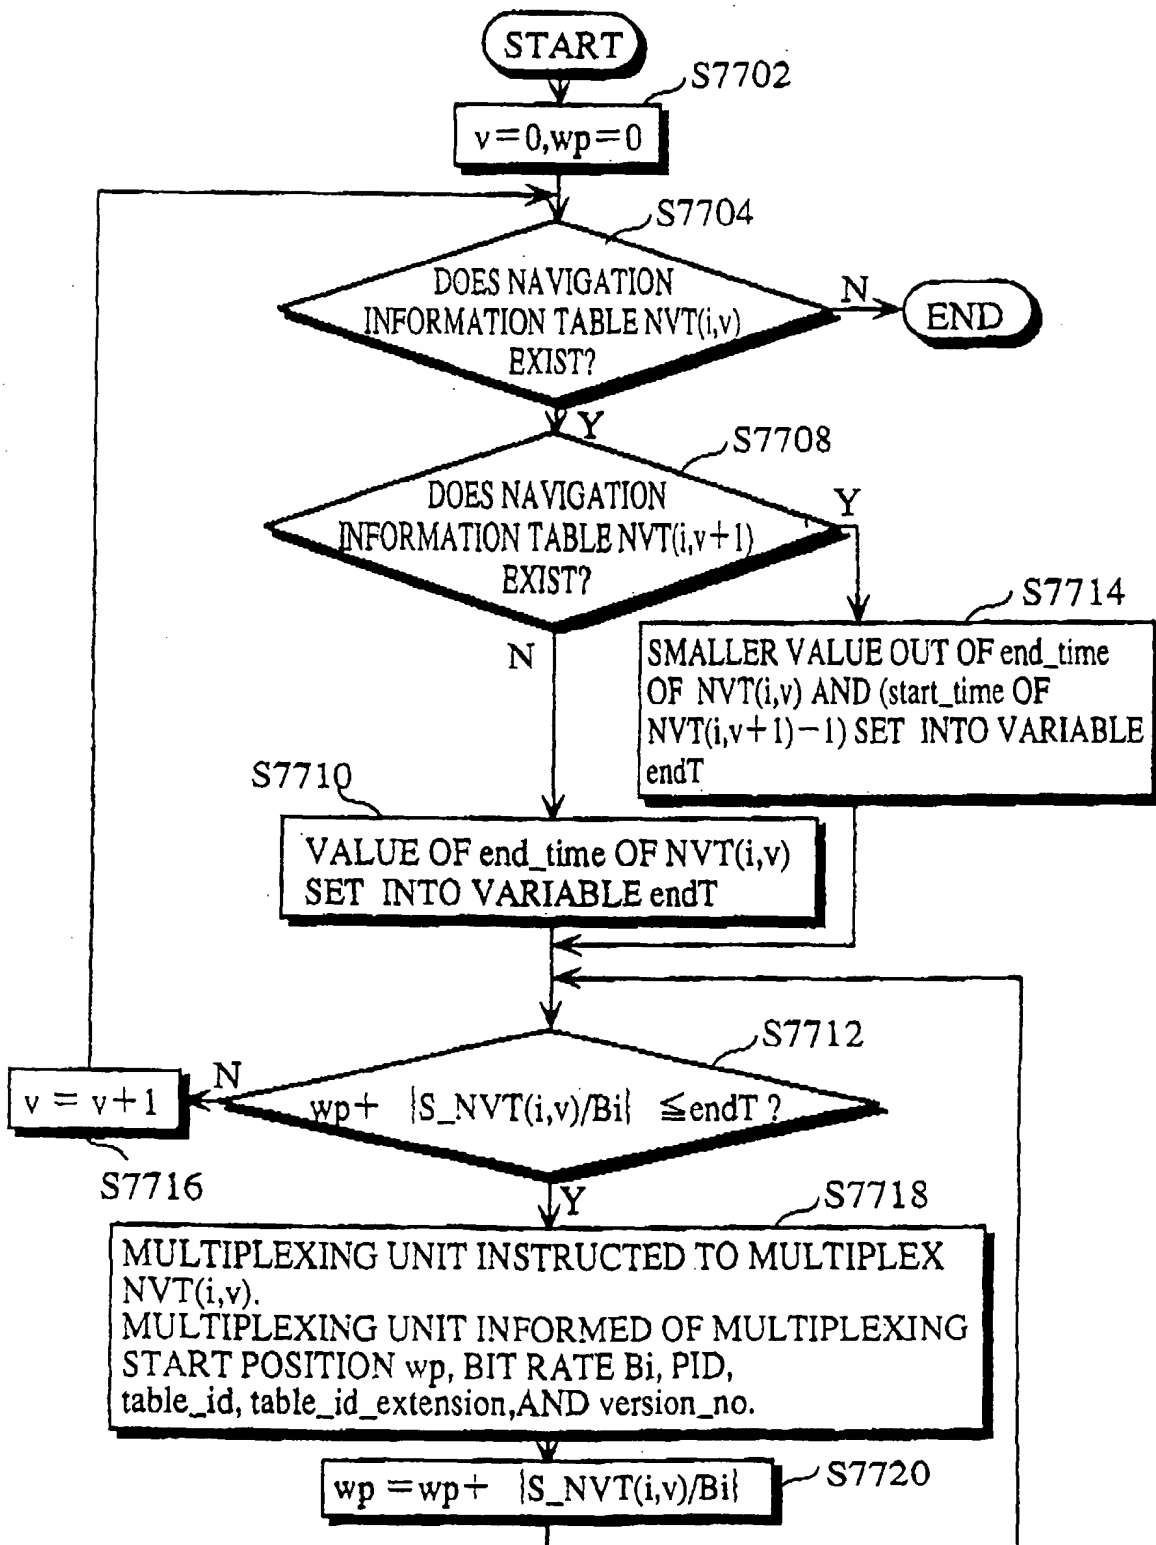 START
S7702
v=0,wp=0
S7704
DOES NAVIGATION
INFORMATION TABLE NVT(i,v)
EXIST?
N
END
Y
S7708
DOES NAVIGATION
INFORMATION TABLE NVT(i,v+1)
EXIST?
Y
N
S7714
SMALLER VALUE OUT OF end_time
OF NVT(i,v) AND (start_time OF
NVT(i,v+1)-1) SET INTO VARIABLE
endT
S7710
VALUE OF end_time OF NVT(i,v)
SET INTO VARIABLE endT
S7712
wp+ |S_NVT(i,v)/Bi| ≦endT ?
N
v = v+1
S7716
Y
S7718
MULTIPLEXING UNIT INSTRUCTED TO MULTIPLEX
NVT(i,v).
MULTIPLEXING UNIT INFORMED OF MULTIPLEXING
START POSITION wp, BIT RATE Bi, PID,
table_id, table_id_extension,AND version_no.
S7720
wp =wp+ |S_NVT(i,v)/Bi|